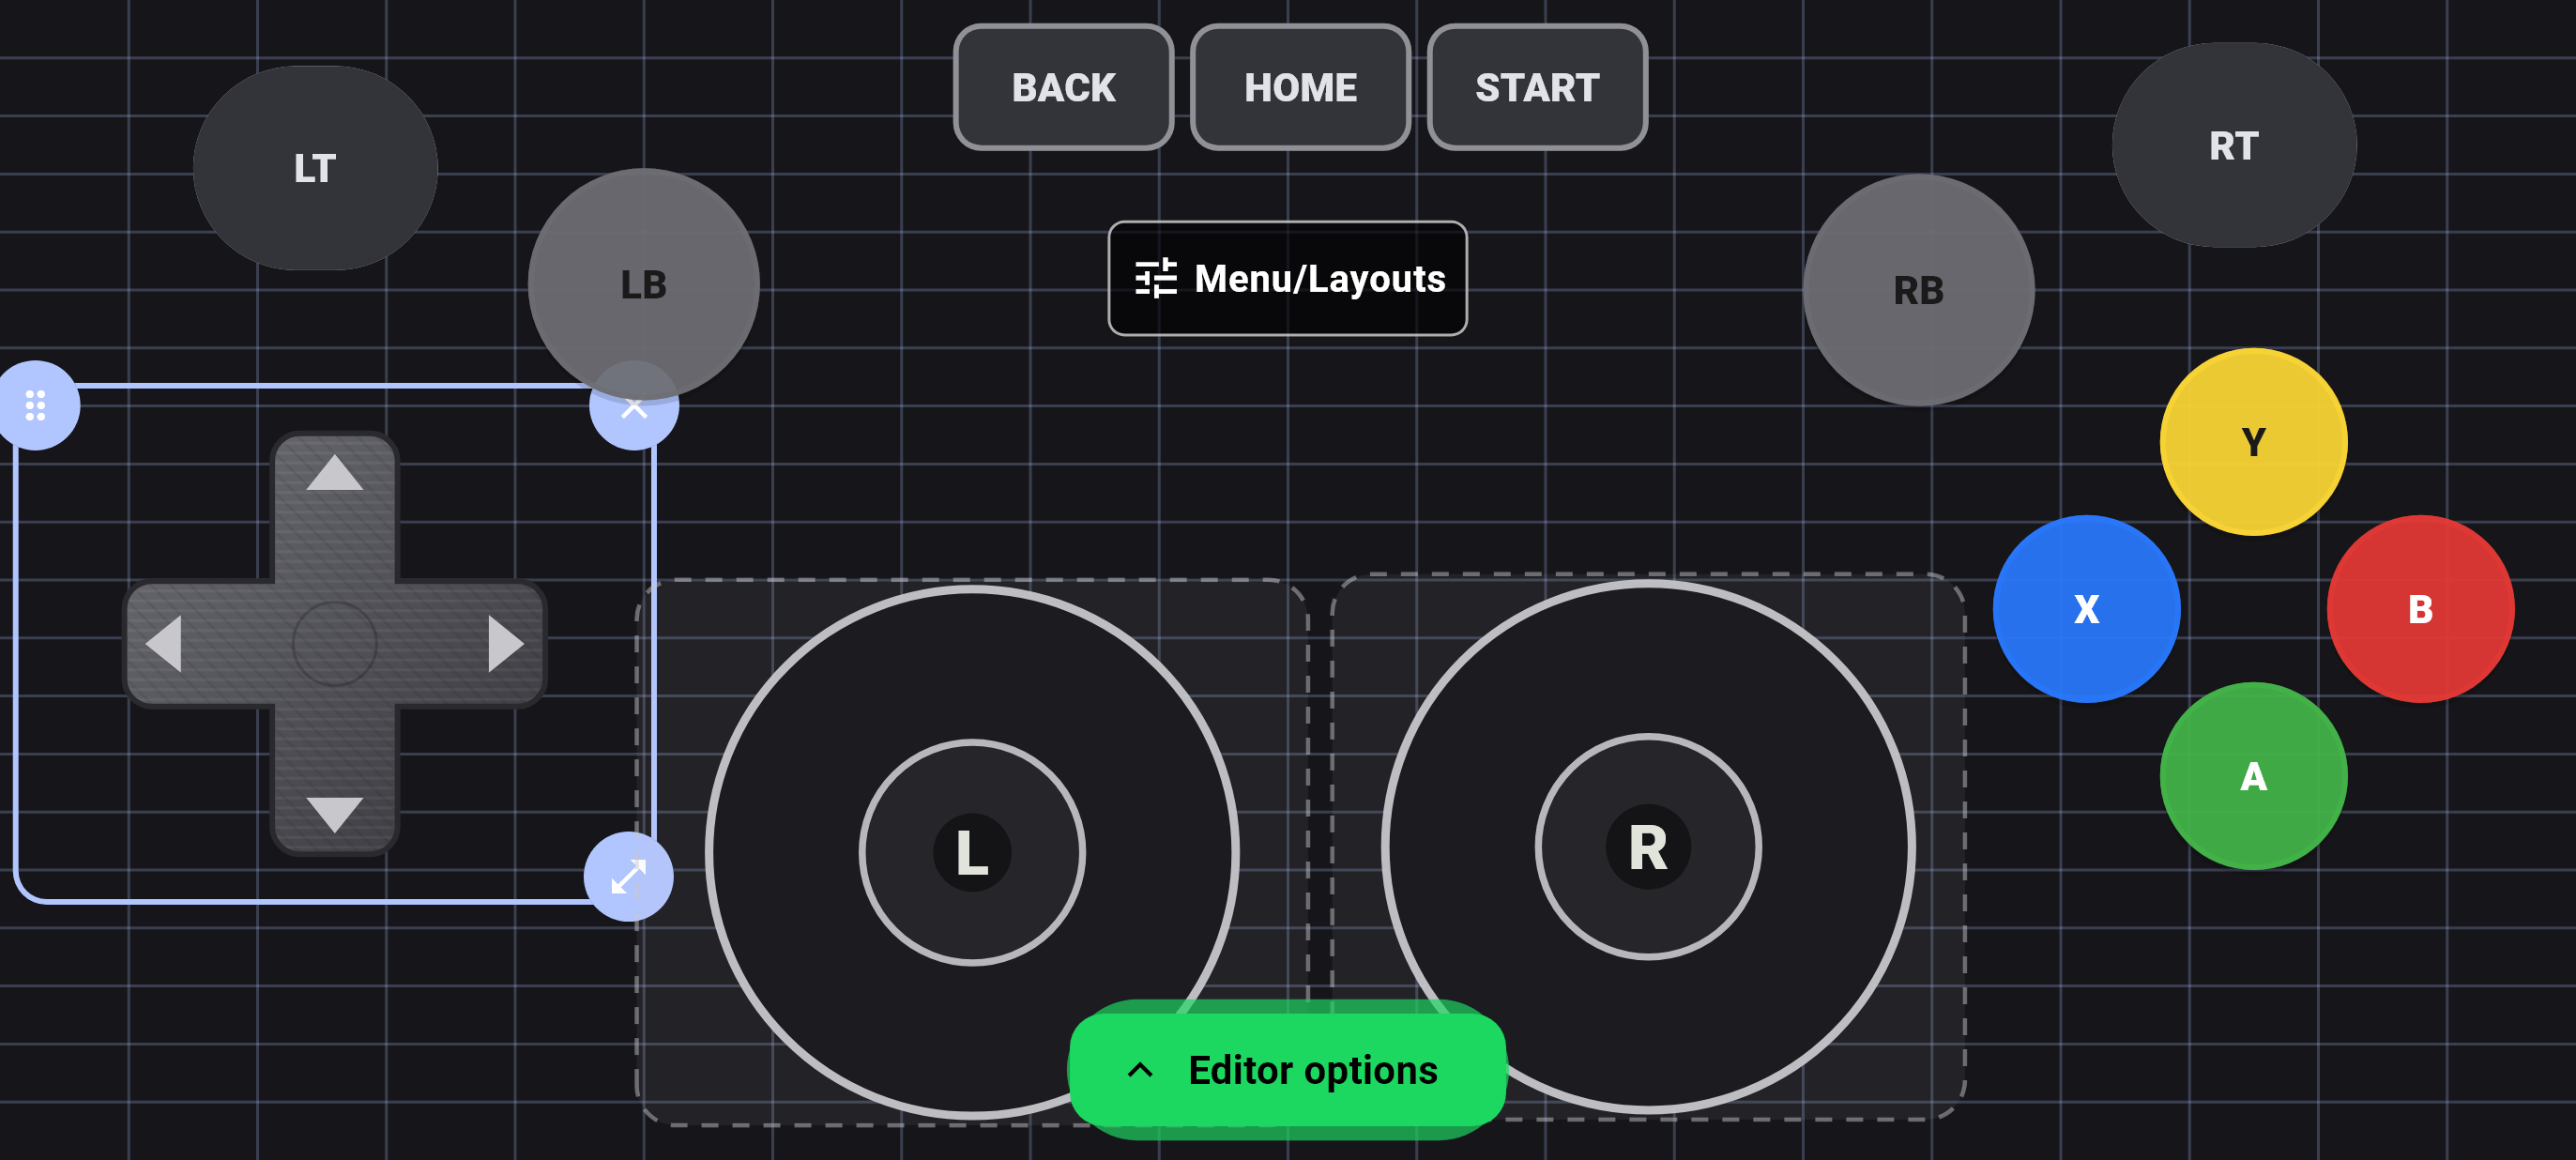 BACK
HOME
START
LT
RT
LB
Menu/Layouts
RB
Y
X
B
A
L
R
Editor options